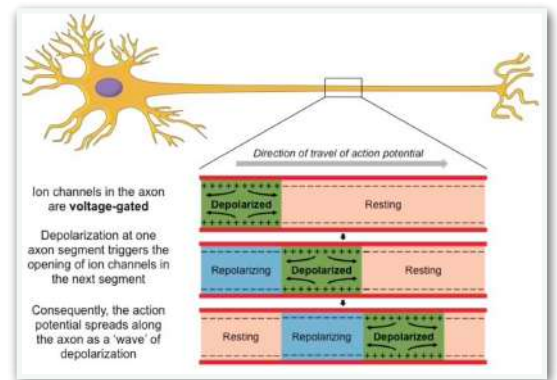 Direction of travel of action potential
Ion channels in the axon
are voltage-gated
Depolarized
Resting
Depolarization at one
axon segment triggers the
opening of ion channels in
the next segment
Repolarizing
Depolarized
Resting
Consequently, the action
potential spreads along
the axon as a 'wave' of
depolarization
Resting
Repolarizing
Depolarized